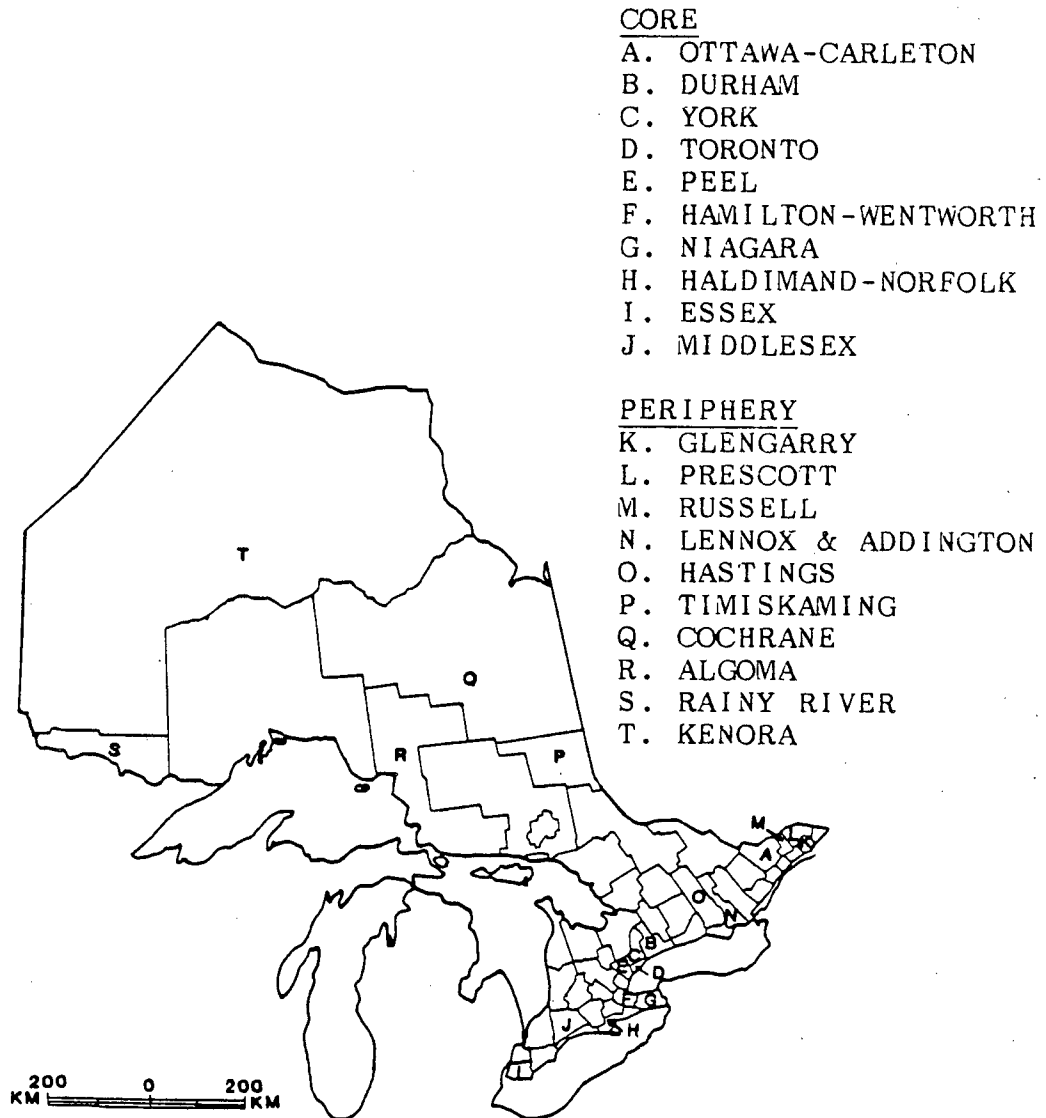 CORE
A. OTTAWA-CARLETON
B. DURHAM
C. YORK
D. TORONTO
E. PEEL
F. HAMILTON-WENTWORTH
G. NIAGARA
H. HALDIMAND-NORFOLK
I. ESSEX
J. MIDDLESEX
PERIPHERY
K. GLENGARRY
L. PRESCOTT
M. RUSSELL
N. LENNOX & ADDINGTON
O. HASTINGS
P. TIMISKAMING
Q. COCHRANE
R. ALGOMA
S. RAINY RIVER
T. KENORA
T
Q
S
R
P
M
K
A
O
N
B
C
E
D
F
G
J
H
I
200 0 200
KM KM